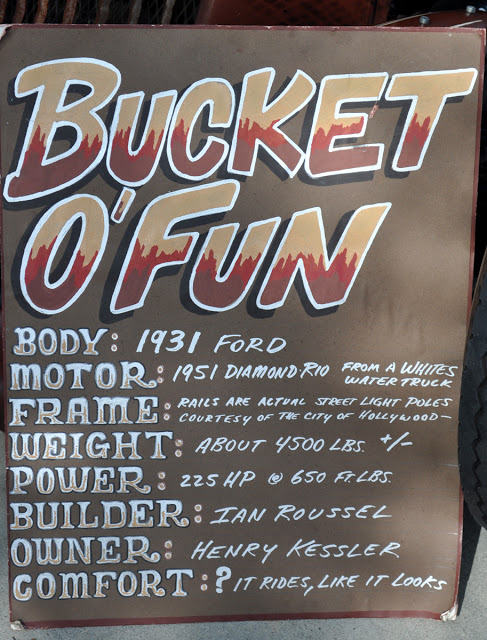 BUCKET
O'FUN
BODY: 1931 FORD
MOTOR: 1951 DIAMOND-RIO FROM A WHITES
WATER TRUCK
FRAME: RAILS ARE ACTUAL STREET LIGHT POLES
COURTESY OF THE CITY OF HOLLYWOOD—
WEIGHT: ABOUT 4500 LBS. +/-
POWER: 225 HP @ 650 FT. LBS.
BUILDER: IAN ROUSSEL
OWNER: HENRY KESSLER
COMFORT: ? IT RIDES, LIKE IT LOOKS